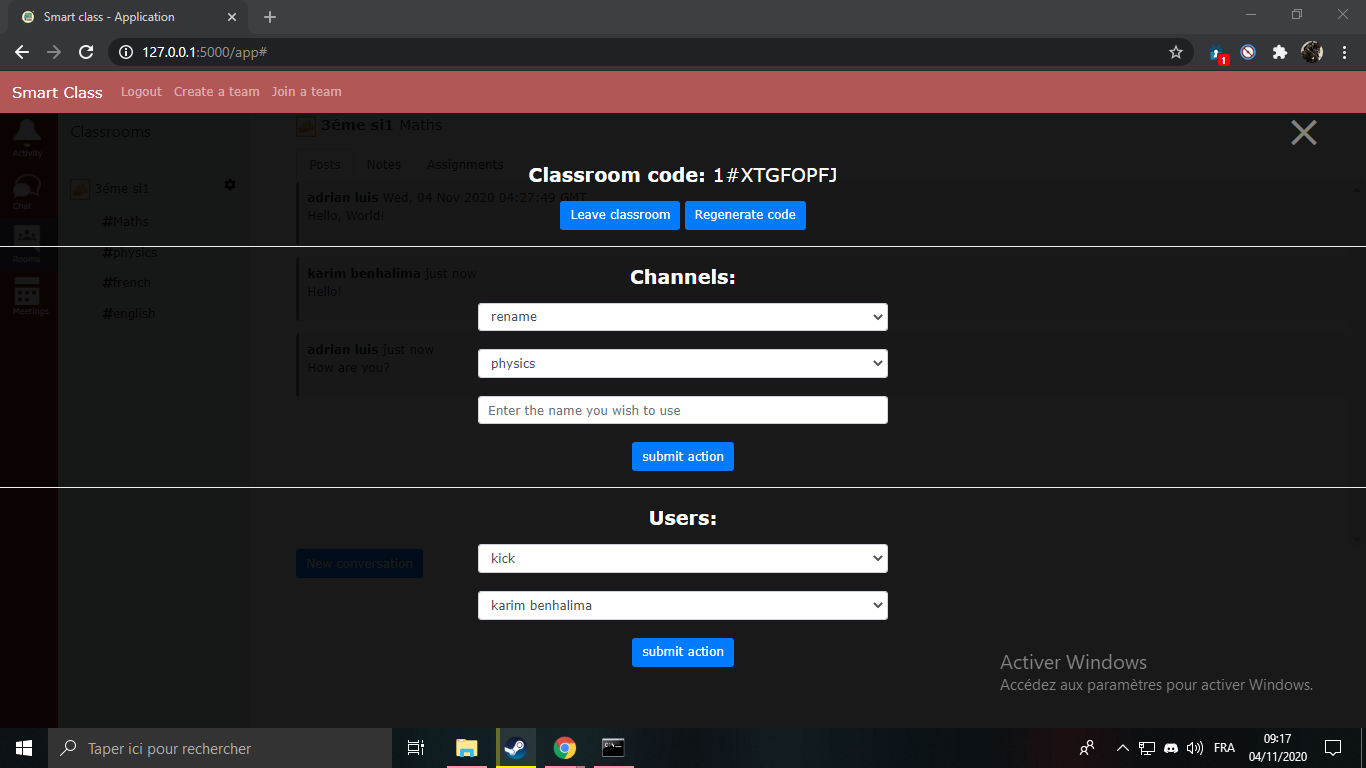 Smart class - Application
127.0.0.1:5000/app#
1
Smart Class Logout Create a team Join a team
Activity
Chat
Rooms
Meetings
Classrooms
3éme si1
#Maths
#physics
#french
#english
3éme si1 Maths
Posts Notes Assignments
adrian luis Wed, 04 Nov 2020 04:27:49 GMT
Hello, World!
karim benhalima just now
Hello!
adrian luis just now
How are you?
New conversation
Classroom code: 1#XTGFOPFJ
Leave classroom Regenerate code
Channels:
rename
physics
Enter the name you wish to use
submit action
Users:
kick
karim benhalima
submit action
Activer Windows
Accédez aux paramètres pour activer Windows.
Taper ici pour rechercher
FRA
09:17
04/11/2020